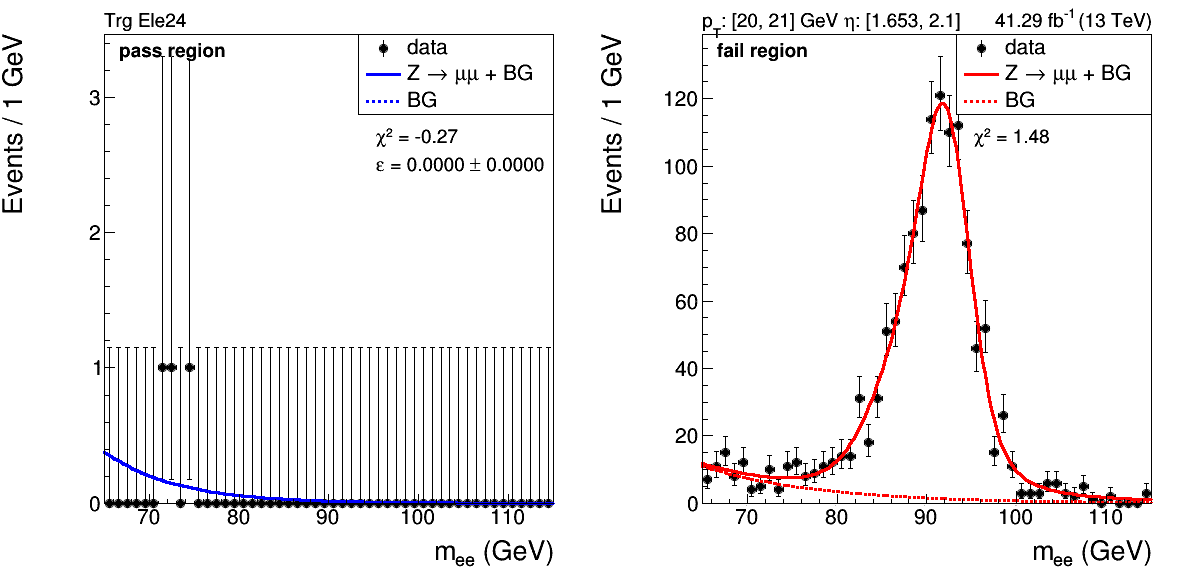 Trg Ele24
pass region
data
Z → μμ + BG
BG
χ² = -0.27
ε = 0.0000 ± 0.0000
Events / 1 GeV
3
2
1
0
70 80 90 100 110
m_ee (GeV)
p_T: [20, 21] GeV η: [1.653, 2.1] 41.29 fb⁻¹ (13 TeV)
fail region
data
Z → μμ + BG
BG
χ² = 1.48
Events / 1 GeV
120
100
80
60
40
20
0
70 80 90 100 110
m_ee (GeV)